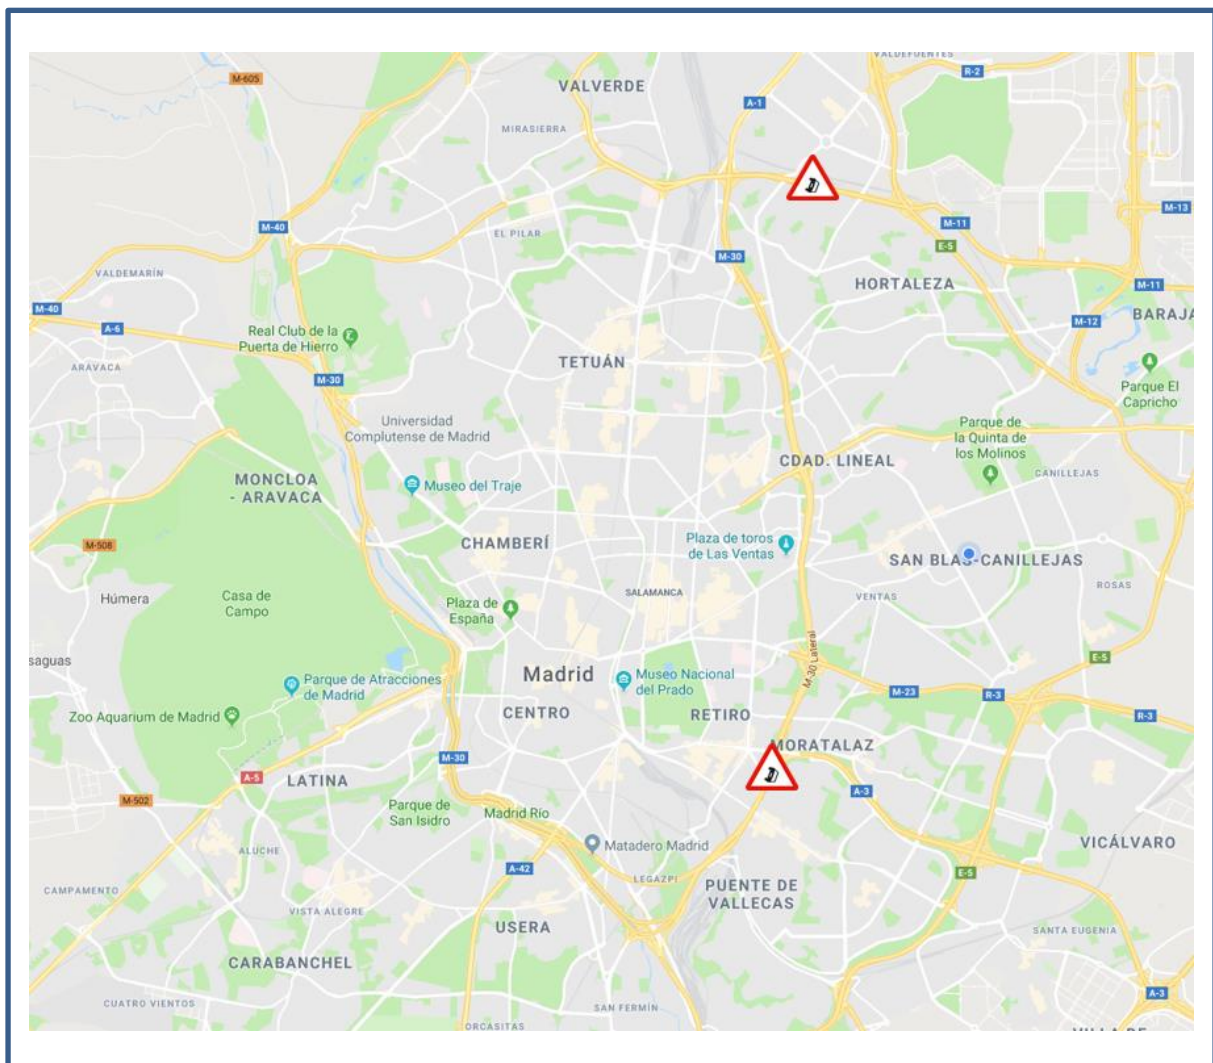 VALDEFUENTES
R-2
M-605
VALVERDE
A-1
MIRASIERRA
M-13
M-40
M-11
EL PILAR
E-5
M-30
VALDEMARÍN
HORTALEZA
M-11
M-40
BARAJA
A-6
Real Club de la
Puerta de Hierro
M-12
ARAVACA
TETUÁN
M-30
Parque El
Capricho
Universidad
Complutense de Madrid
Parque de
la Quinta de
los Molinos
CDAD. LINEAL
CANILLEJAS
MONCLOA
- ARAVACA
Museo del Traje
M-508
CHAMBERÍ
Plaza de toros
de Las Ventas
SAN BLAS-CANILLEJAS
ROSAS
Húmera
Casa de
Campo
SALAMANCA
VENTAS
Plaza de
España
M-30 Lateral
saguas
E-5
Madrid
Museo Nacional
del Prado
Parque de Atracciones
de Madrid
M-23
R-3
Zoo Aquarium de Madrid
CENTRO
RETIRO
R-3
MORATALAZ
M-30
A-5
LATINA
A-3
M-502
Parque de
San Isidro
Madrid Río
Matadero Madrid
VICÁLVARO
ALUCHE
A-42
LEGAZPI
E-5
CAMPAMENTO
PUENTE DE
VALLECAS
VISTA ALEGRE
USERA
SANTA EUGENIA
CARABANCHEL
A-3
CUATRO VIENTOS
SAN FERMÍN
ORCASITAS
VILLA DE